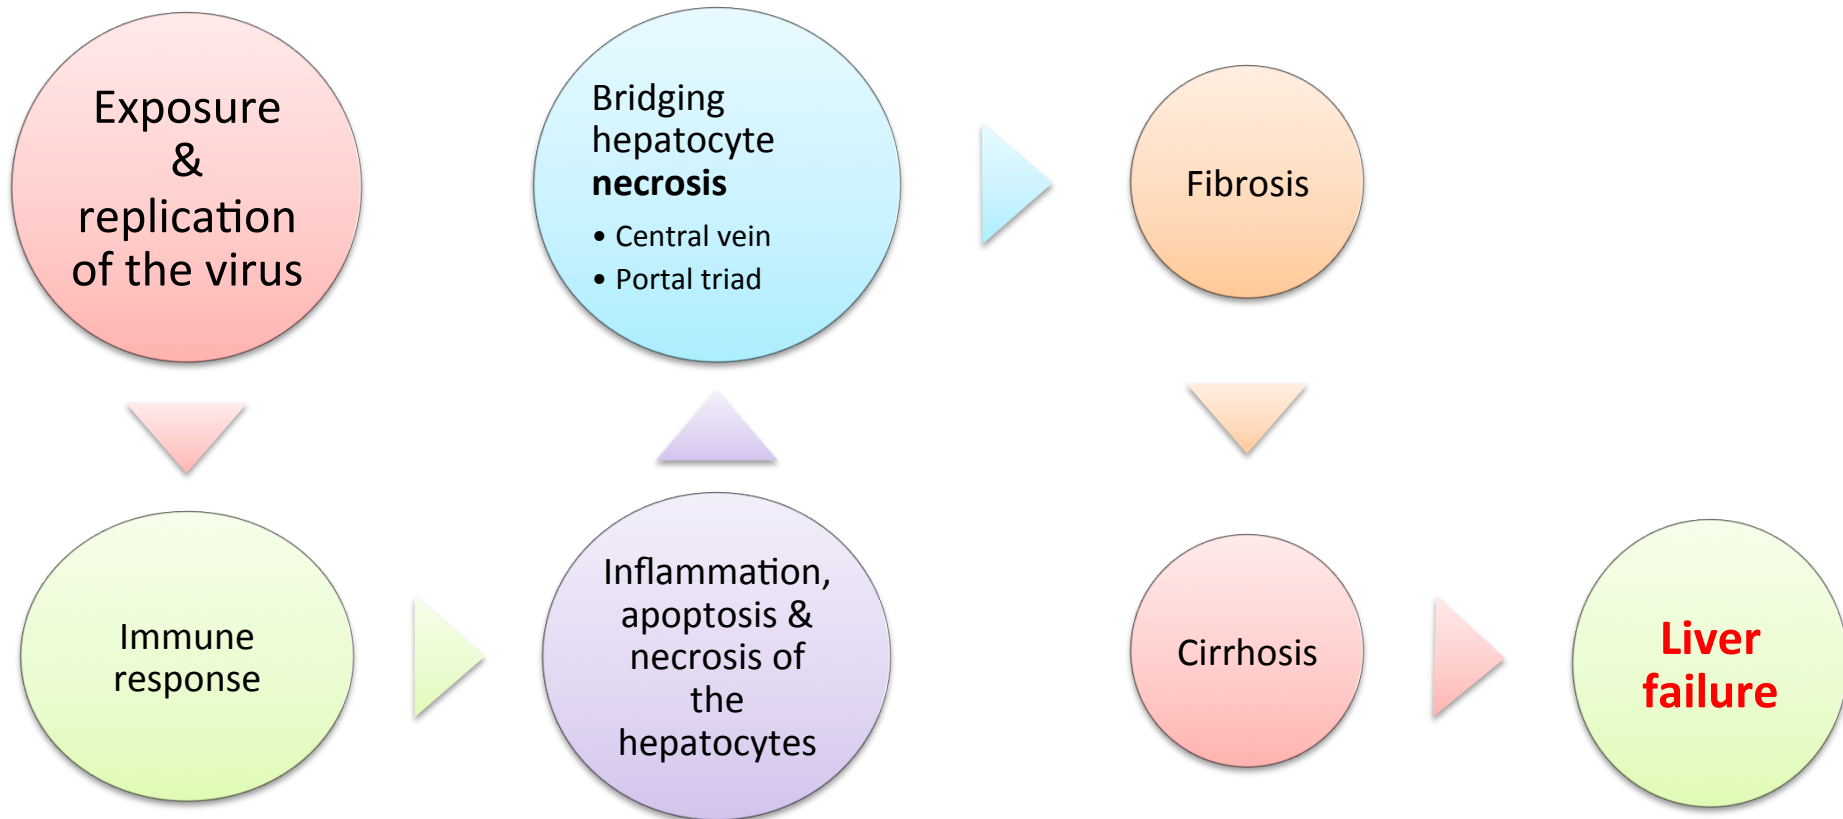 Exposure
&
replication
of the virus
Immune
response
Inflammation,
apoptosis &
necrosis of
the
hepatocytes
Bridging
hepatocyte
necrosis
• Central vein
• Portal triad
Fibrosis
Cirrhosis
Liver
failure